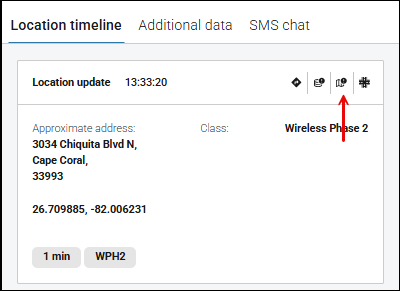 Location timeline Additional data SMS chat
Location update 13:33:20
Approximate address: Class: Wireless Phase 2
3034 Chiquita Blvd N,
Cape Coral,
33993
26.709885, -82.006231
1 min WPH2